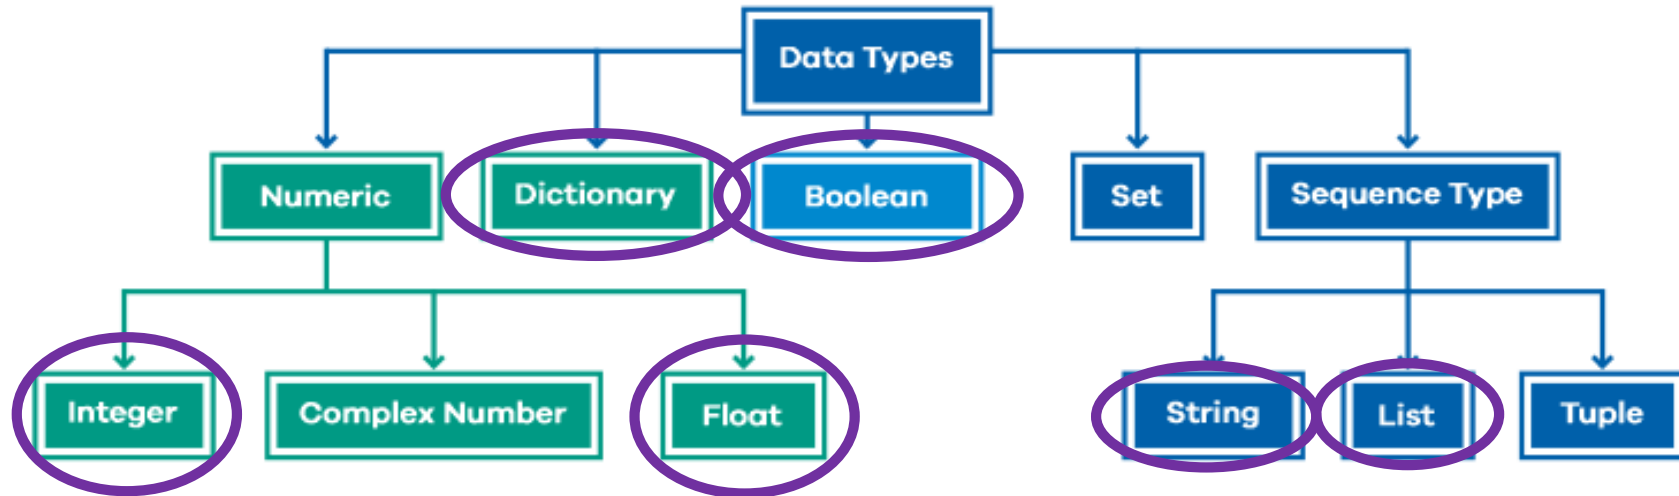 Data Types
Numeric
Dictionary
Boolean
Set
Sequence Type
Integer
Complex Number
Float
String
List
Tuple